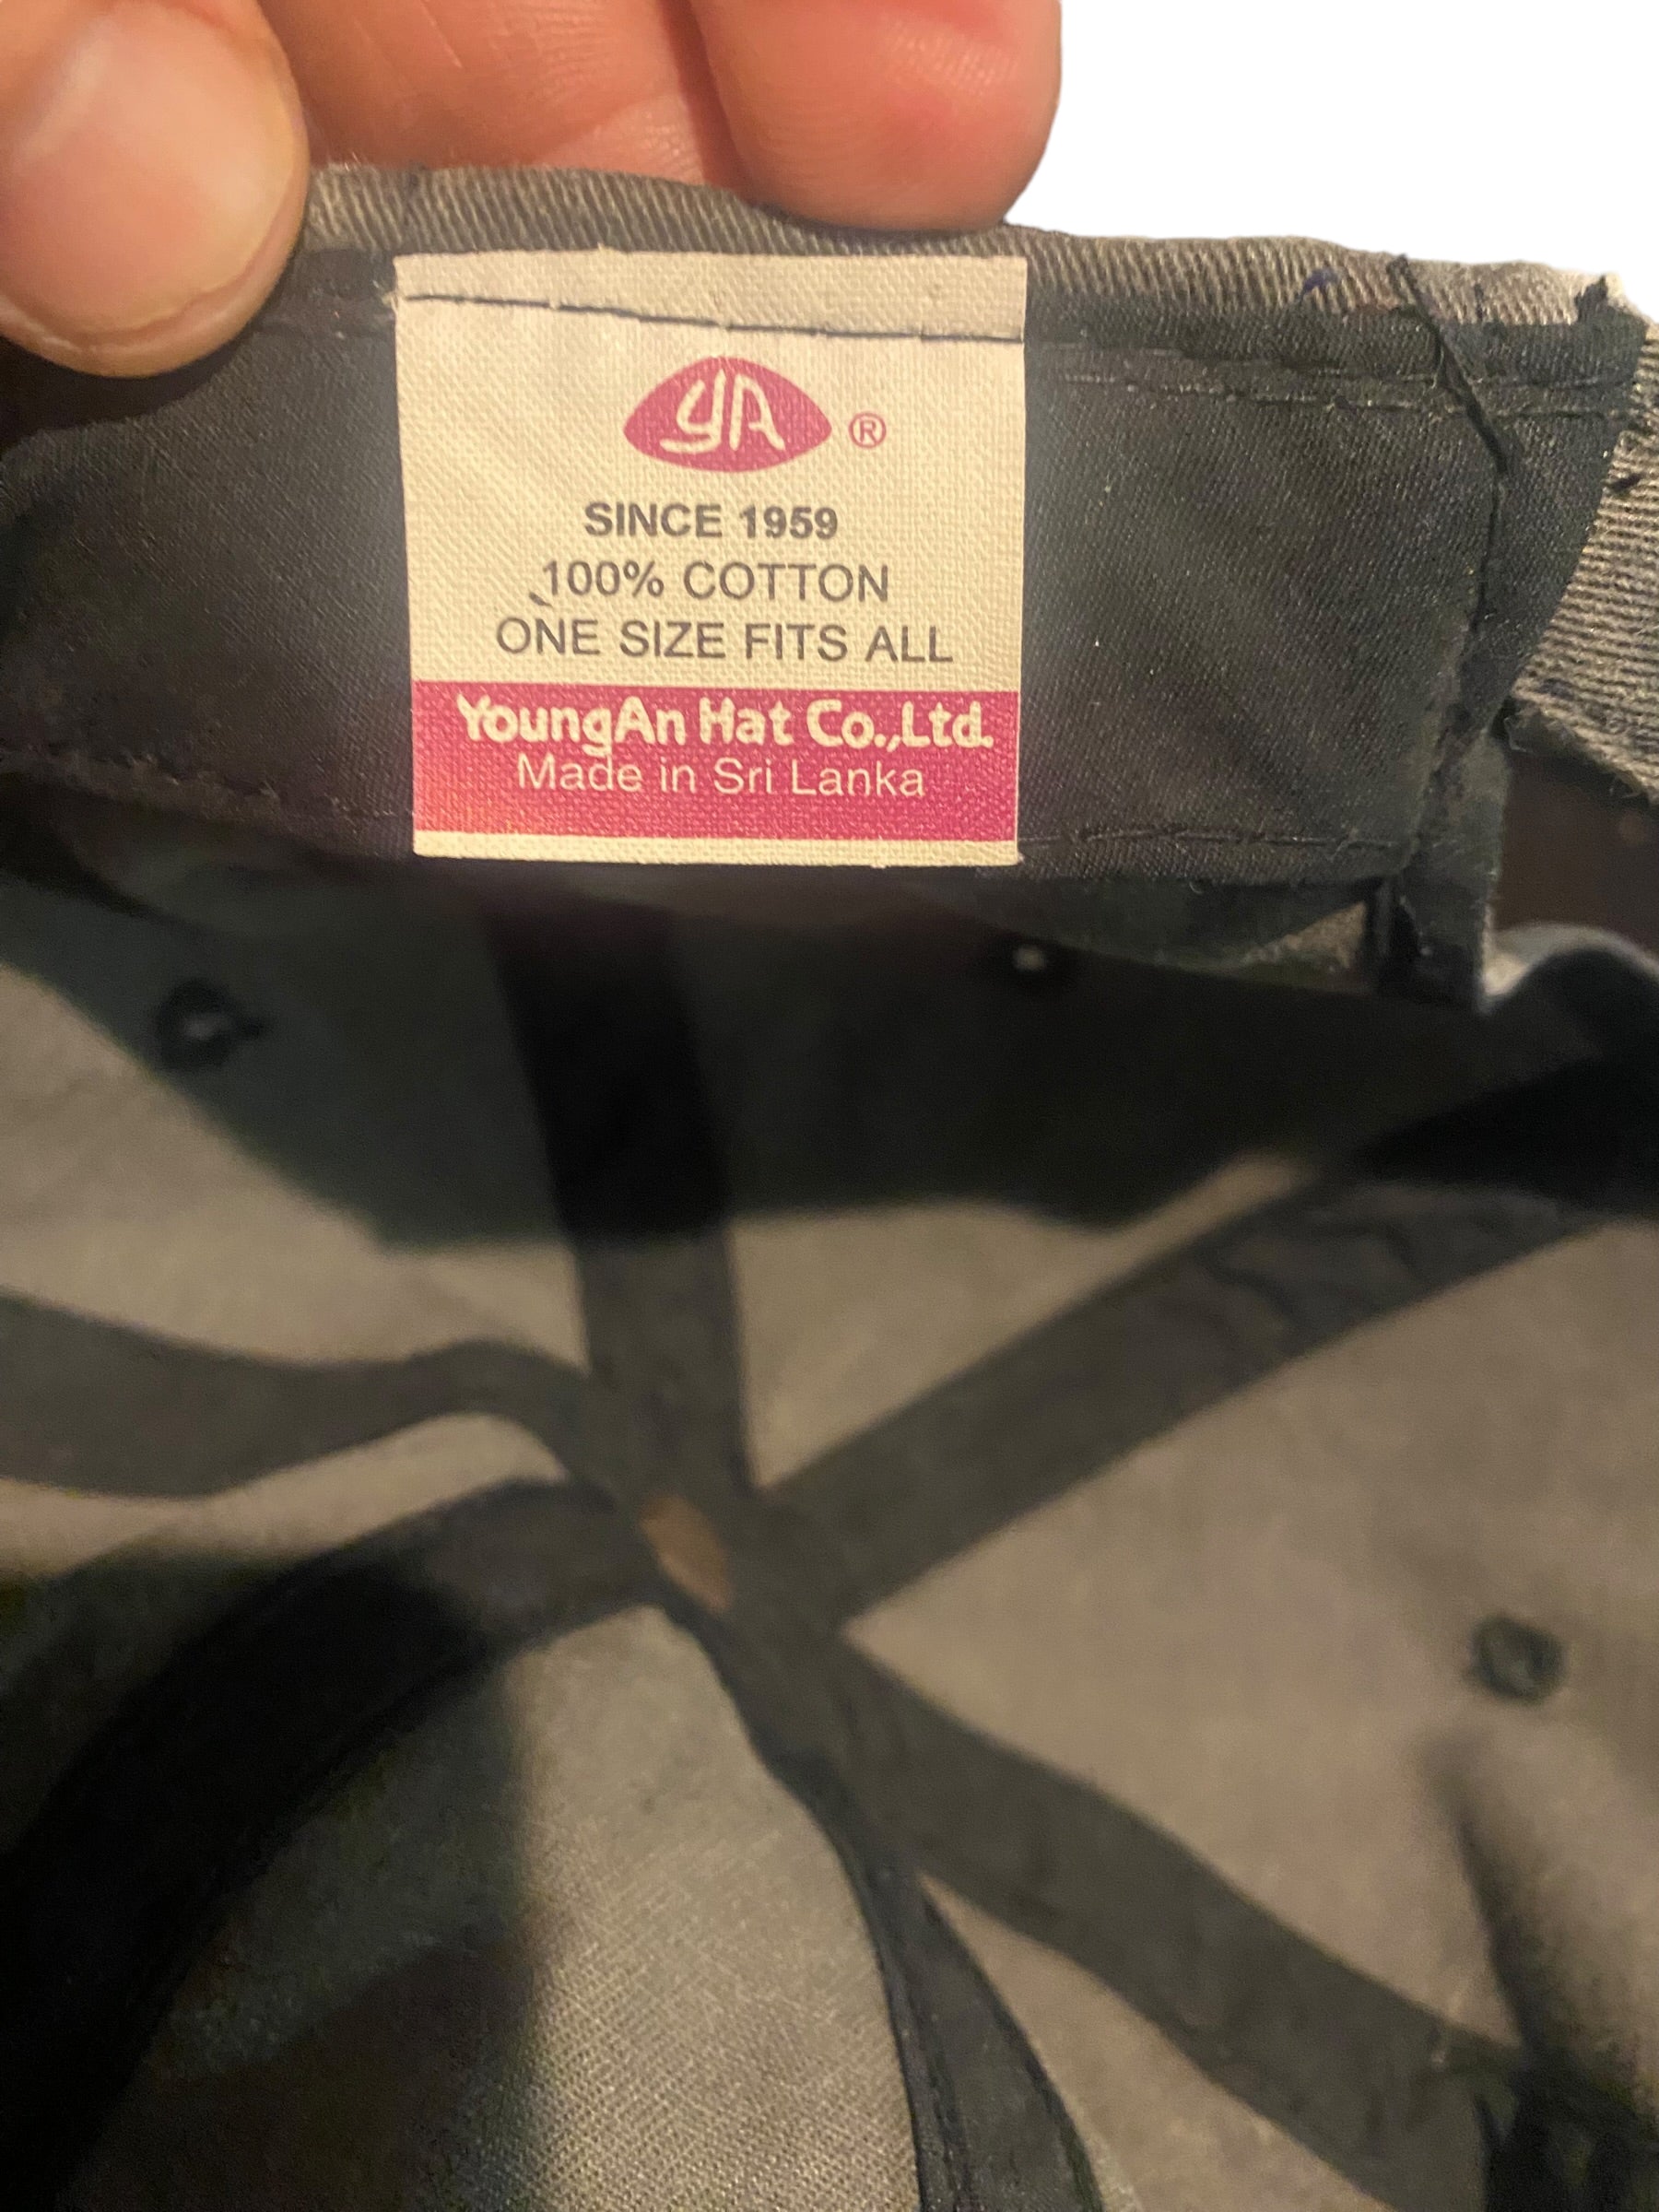 YA ®
SINCE 1959
100% COTTON
ONE SIZE FITS ALL
YoungAn Hat Co.,Ltd.
Made in Sri Lanka